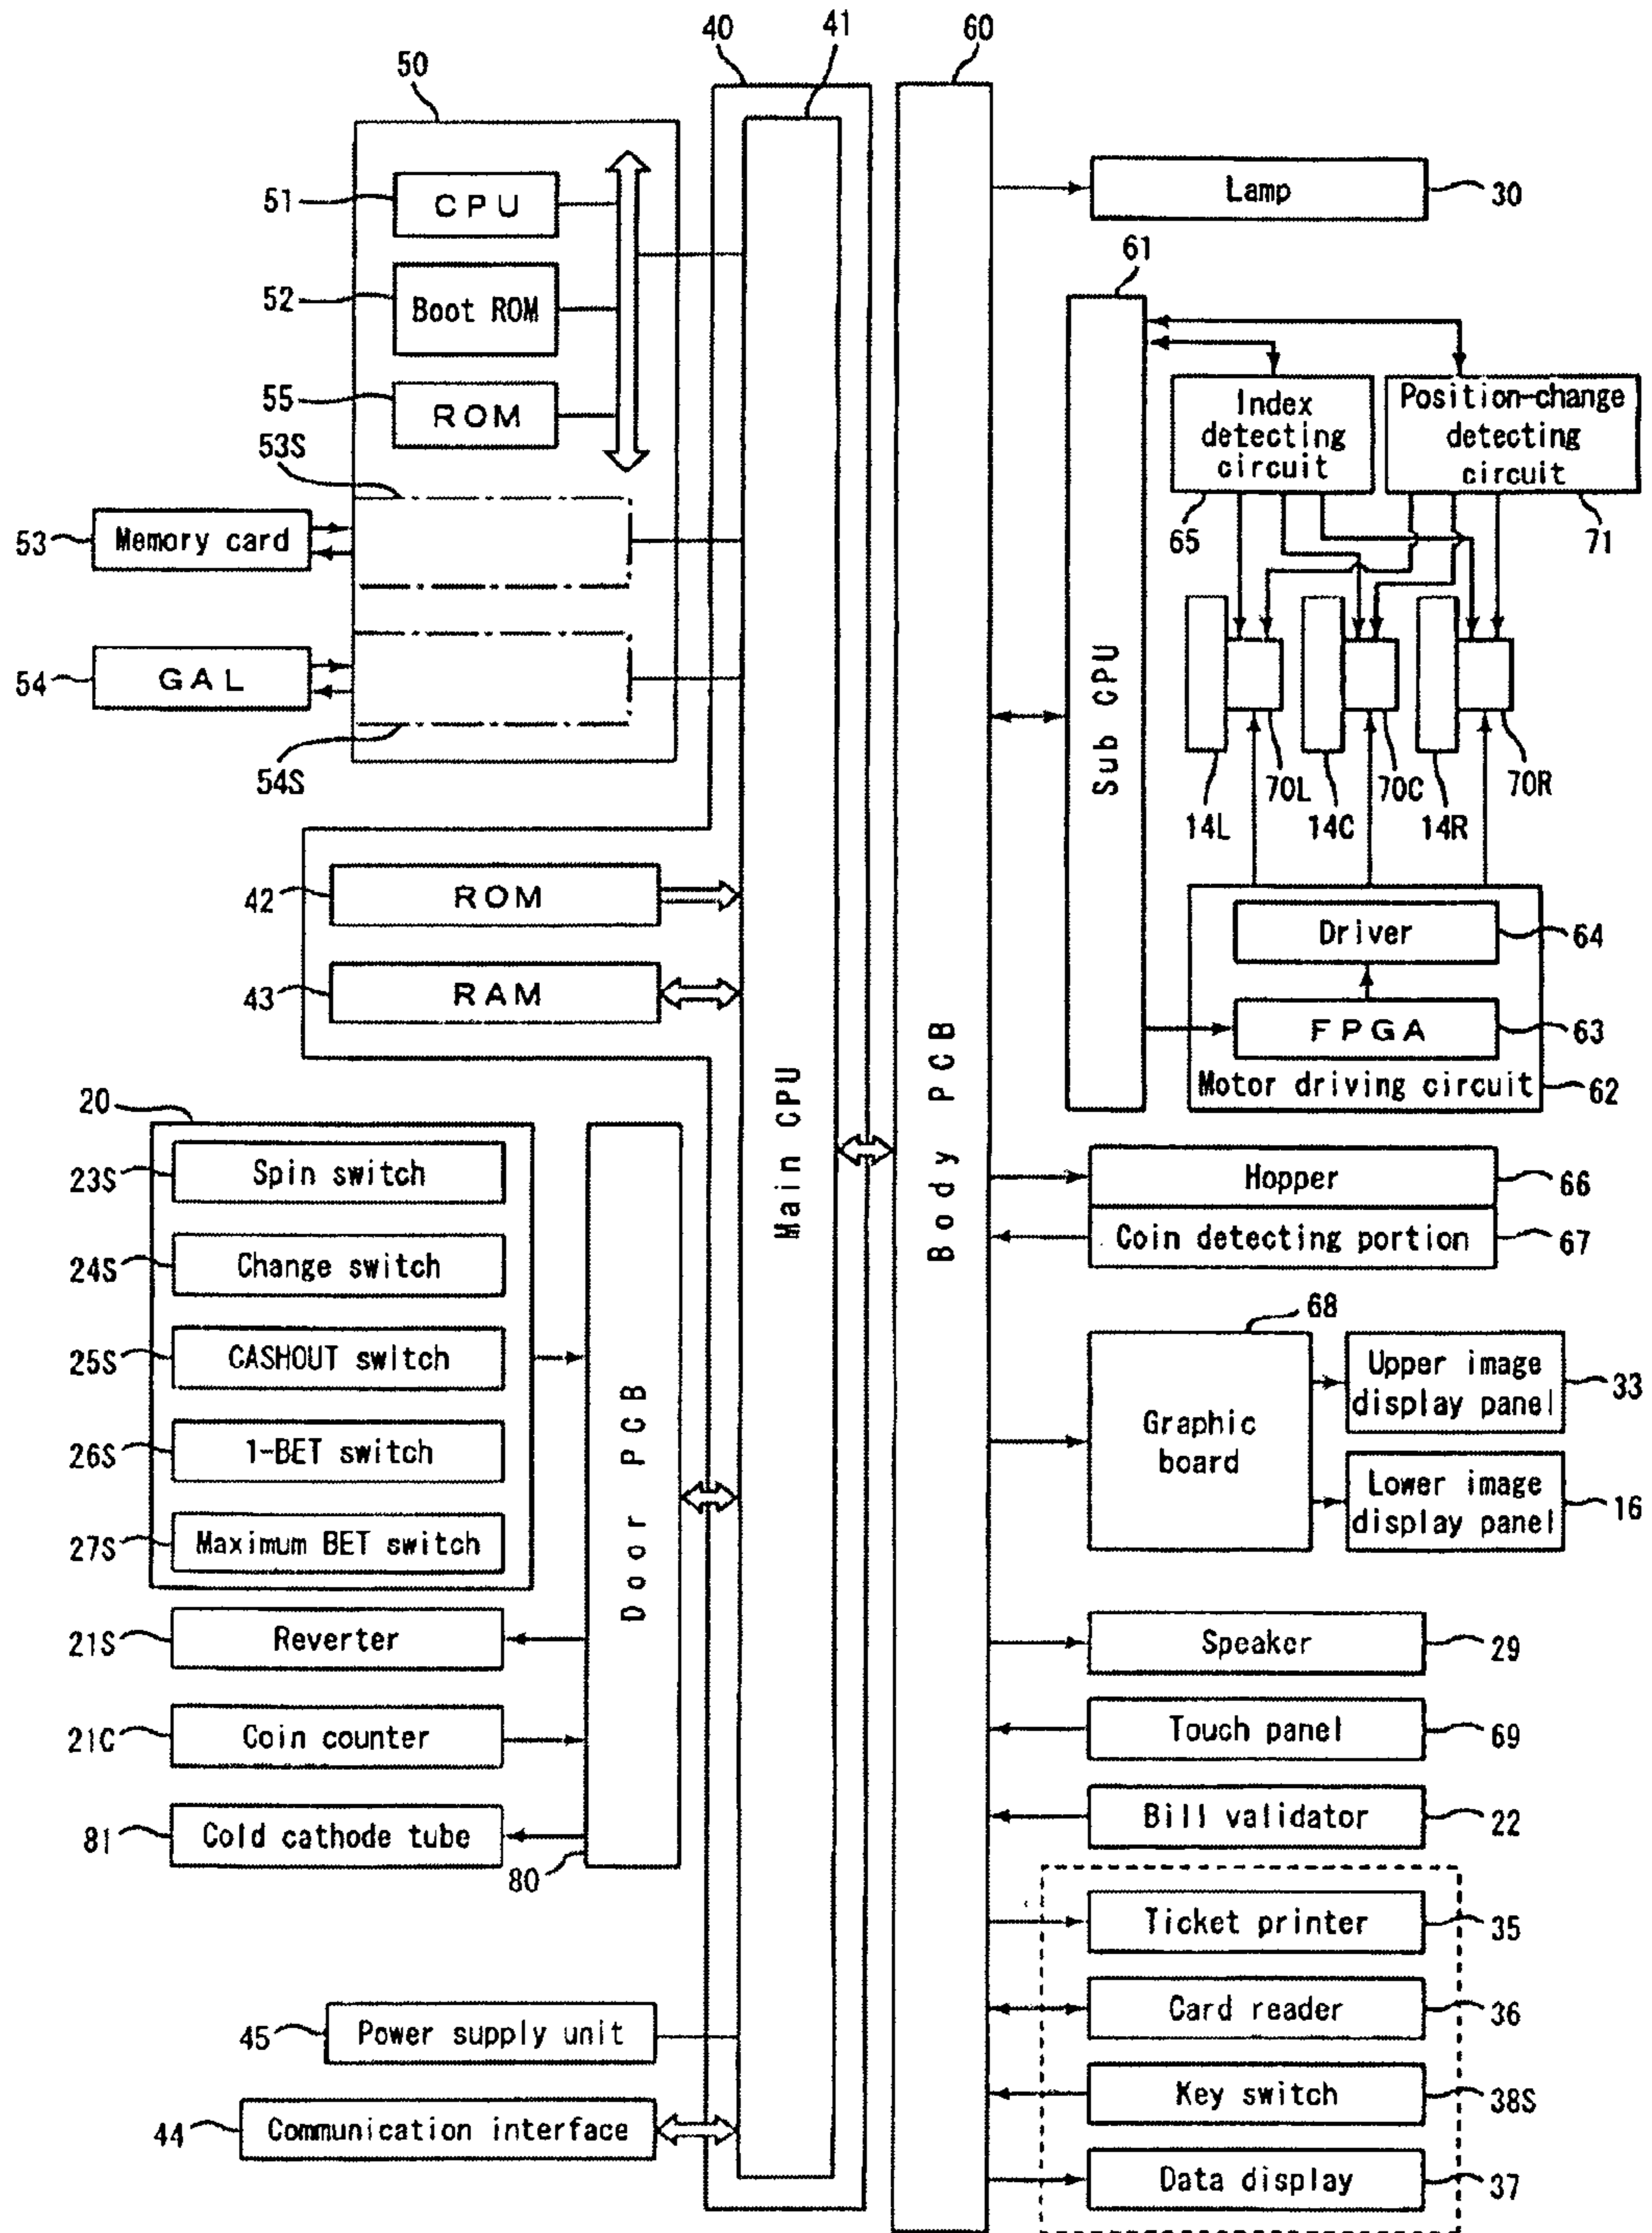 40
41
60
50
51
CPU
52
Boot ROM
55
ROM
53S
53
Memory card
54
GAL
54S
42
ROM
43
RAM
20
23S
Spin switch
24S
Change switch
25S
CASHOUT switch
26S
1-BET switch
27S
Maximum BET switch
21S
Reverter
21C
Coin counter
81
Cold cathode tube
80
Door PCB
45
Power supply unit
44
Communication interface
Main CPU
Body PCB
Lamp
30
61
Sub CPU
Index
detecting
circuit
65
Position-change
detecting
circuit
71
14L
70L
14C
70C
14R
70R
Driver
64
FPGA
63
Motor driving circuit
62
Hopper
66
Coin detecting portion
67
68
Graphic
board
Upper image
display panel
33
Lower image
display panel
16
Speaker
29
Touch panel
69
Bill validator
22
Ticket printer
35
Card reader
36
Key switch
38S
Data display
37